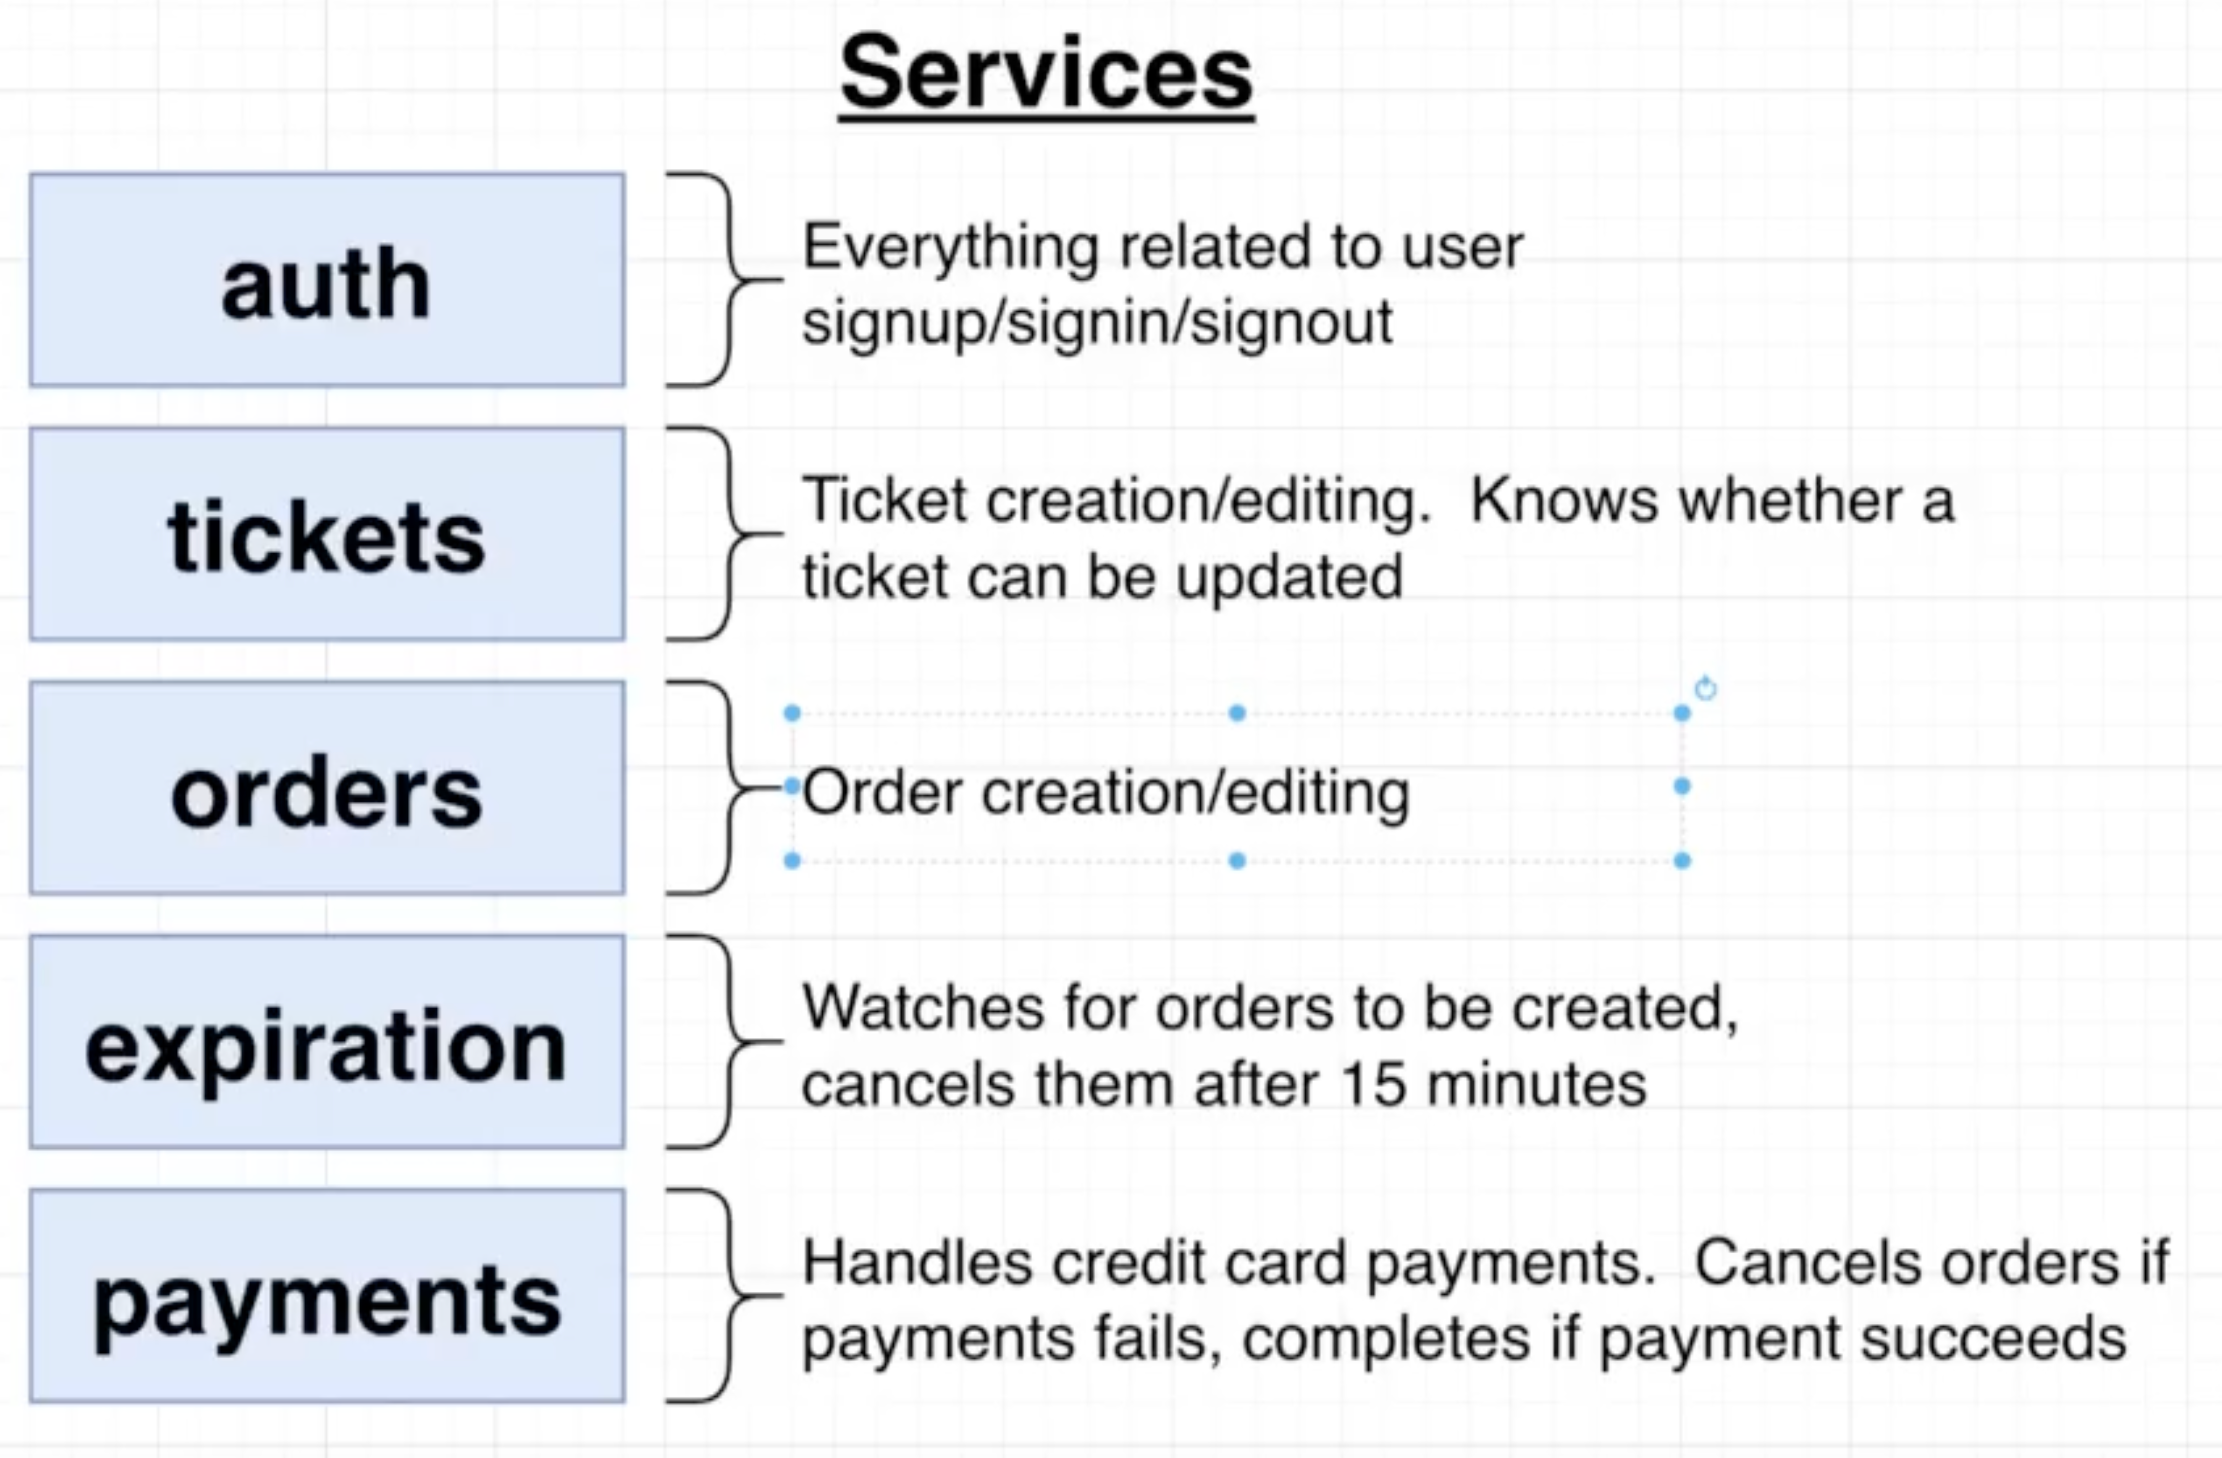 Services
auth
Everything related to user
signup/signin/signout
tickets
Ticket creation/editing.  Knows whether a
ticket can be updated
orders
Order creation/editing
expiration
Watches for orders to be created,
cancels them after 15 minutes
payments
Handles credit card payments.  Cancels orders if
payments fails, completes if payment succeeds